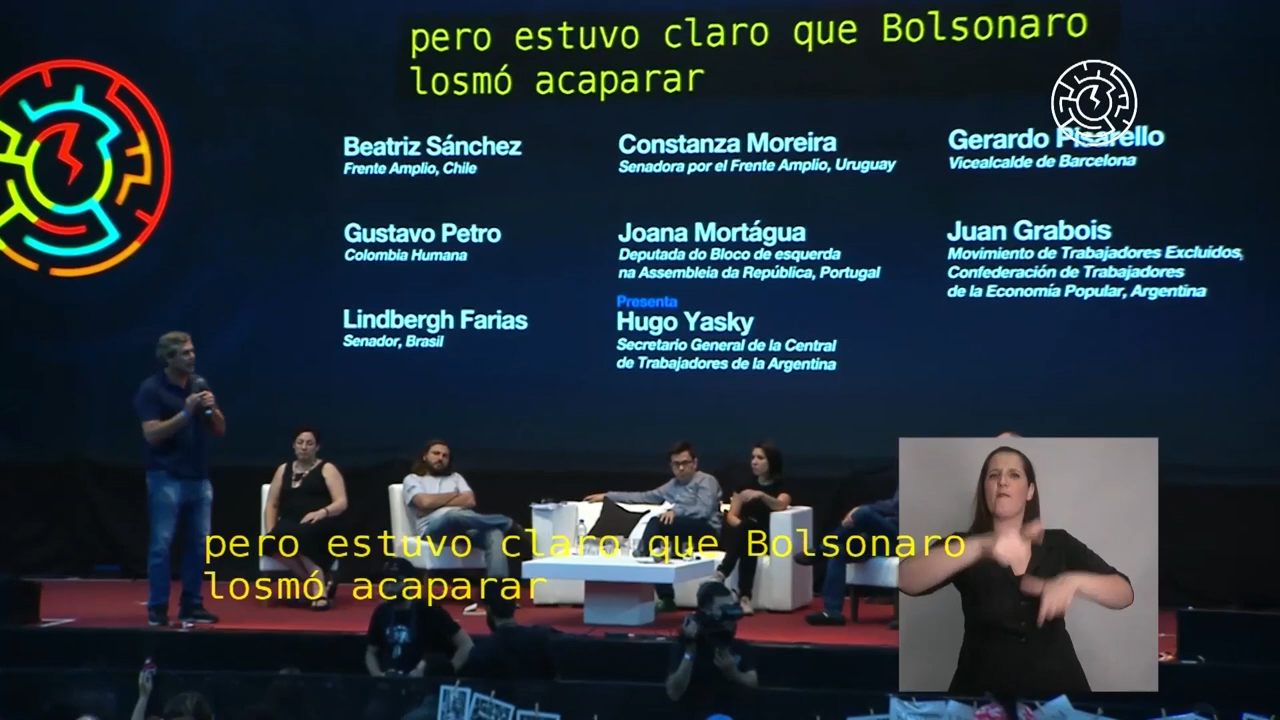 pero estuvo claro que Bolsonaro
losmó acaparar
Beatriz Sánchez
Frente Amplio, Chile
Constanza Moreira
Senadora por el Frente Amplio, Uruguay
Gerardo Pisarello
Vicealcalde de Barcelona
Gustavo Petro
Colombia Humana
Joana Mortágua
Deputada do Bloco de esquerda
na Assembleia da República, Portugal
Juan Grabois
Movimiento de Trabajadores Excluidos,
Confederación de Trabajadores
de la Economía Popular, Argentina
Lindbergh Farias
Senador, Brasil
Presenta
Hugo Yasky
Secretario General de la Central
de Trabajadores de la Argentina
pero estuvo claro que Bolsonaro
losmó acaparar